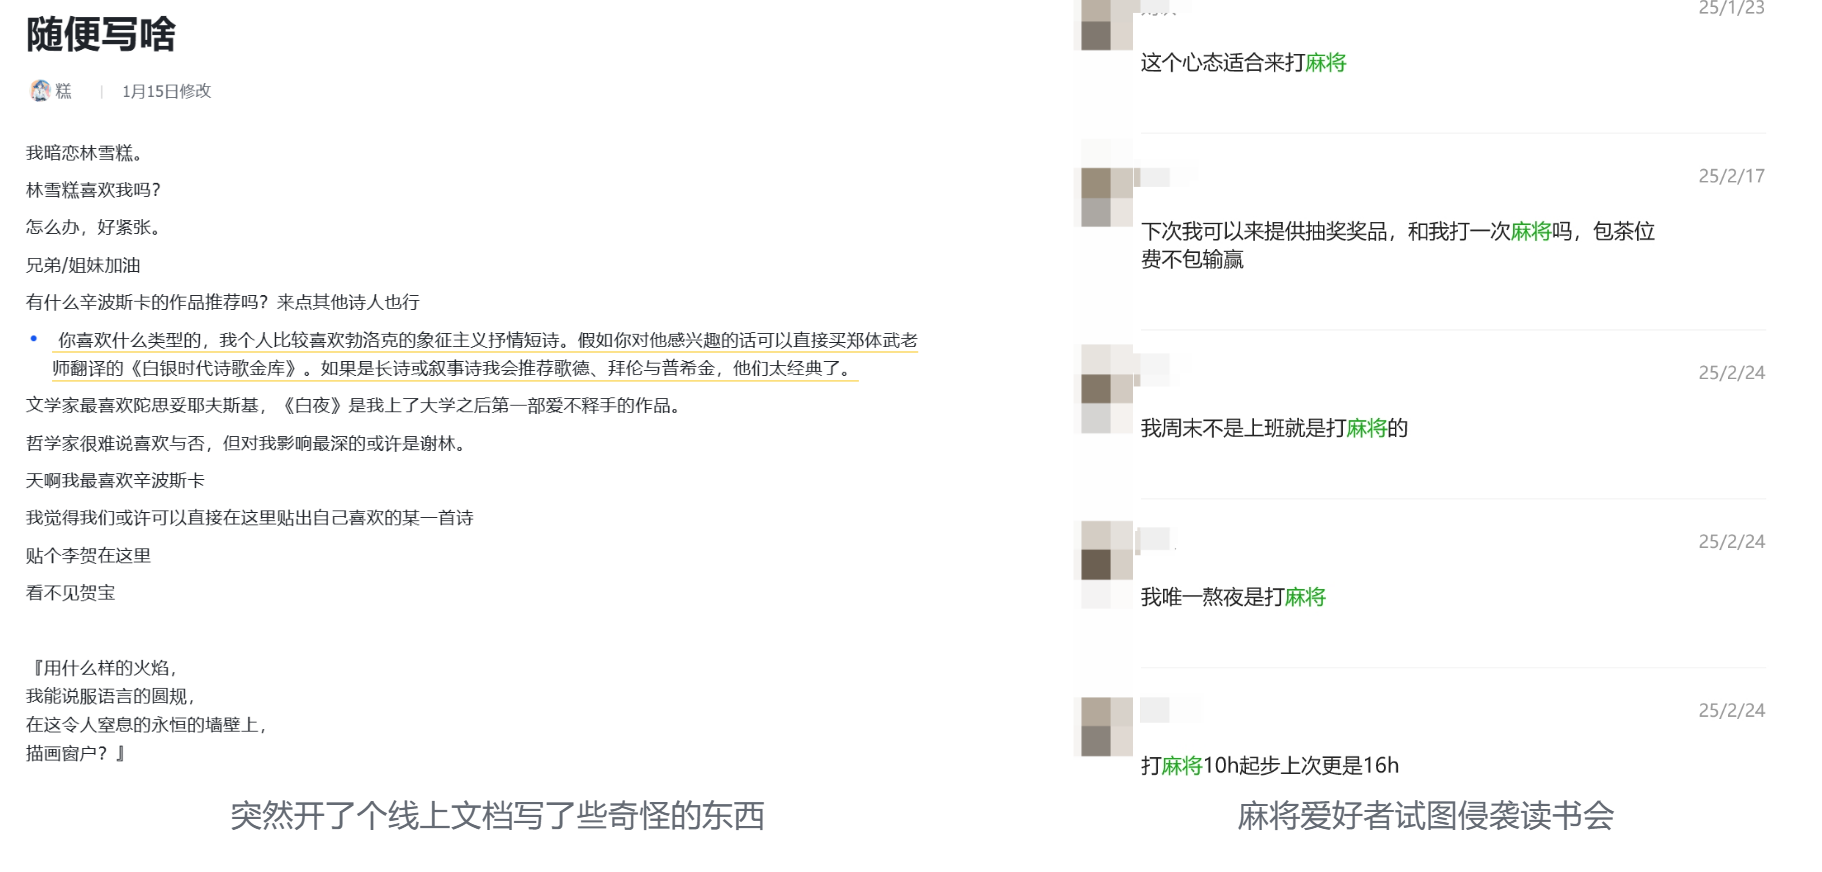 随便写啥
糕 | 1月15日修改
我暗恋林雪糕。
林雪糕喜欢我吗？
怎么办，好紧张。
兄弟/姐妹加油
有什么辛波斯卡的作品推荐吗？来点其他诗人也行
• 你喜欢什么类型的，我个人比较喜欢勃洛克的象征主义抒情短诗。假如你对他感兴趣的话可以直接买郑体武老
师翻译的《白银时代诗歌金库》。如果是长诗或叙事诗我会推荐歌德、拜伦与普希金，他们太经典了。
文学家最喜欢陀思妥耶夫斯基，《白夜》是我上了大学之后第一部爱不释手的作品。
哲学家很难说喜欢与否，但对我影响最深的或许是谢林。
天啊我最喜欢辛波斯卡
我觉得我们或许可以直接在这里贴出自己喜欢的某一首诗
贴个李贺在这里
看不见贺宝
『用什么样的火焰，
我能说服语言的圆规，
在这令人窒息的永恒的墙壁上，
描画窗户？』
突然开了个线上文档写了些奇怪的东西
25/1/23
这个心态适合来打麻将
25/2/17
下次我可以来提供抽奖奖品，和我打一次麻将吗，包茶位
费不包输赢
25/2/24
我周末不是上班就是打麻将的
25/2/24
我唯一熬夜是打麻将
25/2/24
打麻将10h起步上次更是16h
麻将爱好者试图侵袭读书会